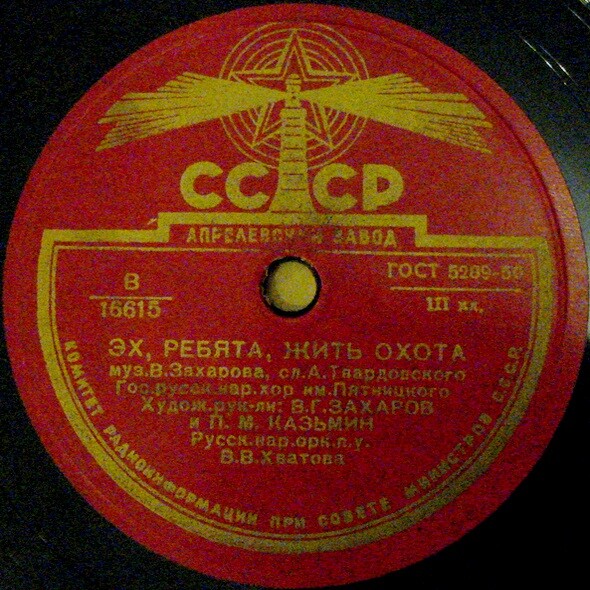 СССР
АПРЕЛЕВСКИЙ ЗАВОД
В
16615
ГОСТ 5289-50
III кл.
ЭХ, РЕБЯТА, ЖИТЬ ОХОТА
муз.В.Захарова, сл.А.Твардовского
Гос.русск.нар.хор им.Пятницкого
Худож.рук-ли: В.Г.ЗАХАРОВ
и П.М.КАЗЬМИН
Русск.нар.орк.п.у.
В.В.Хватова
КОМИТЕТ РАДИОИНФОРМАЦИИ ПРИ СОВЕТЕ МИНИСТРОВ СССР